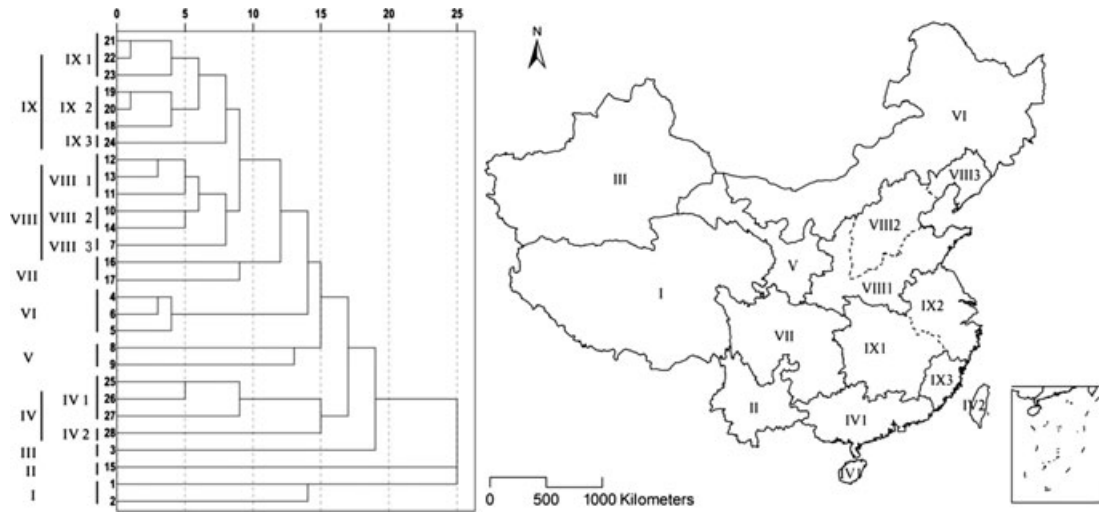 0 5 10 15 20 25
21
IX 1 22
23
IX
19
IX 2 20
18
IX 3 24
12
VIII 1 13
11
VIII
10
VIII 2 14
VIII 3 7
VII 16
17
4
VI 6
5
V 8
9
25
IV 1 26
IV 27
IV 2 28
III 3
II 15
I 1
2
N
VI
III
VIII3
VIII2
V
I
VIII1
IX2
VII
IX1
IX3
II
IV1
IV2
IV1
0 500 1000 Kilometers